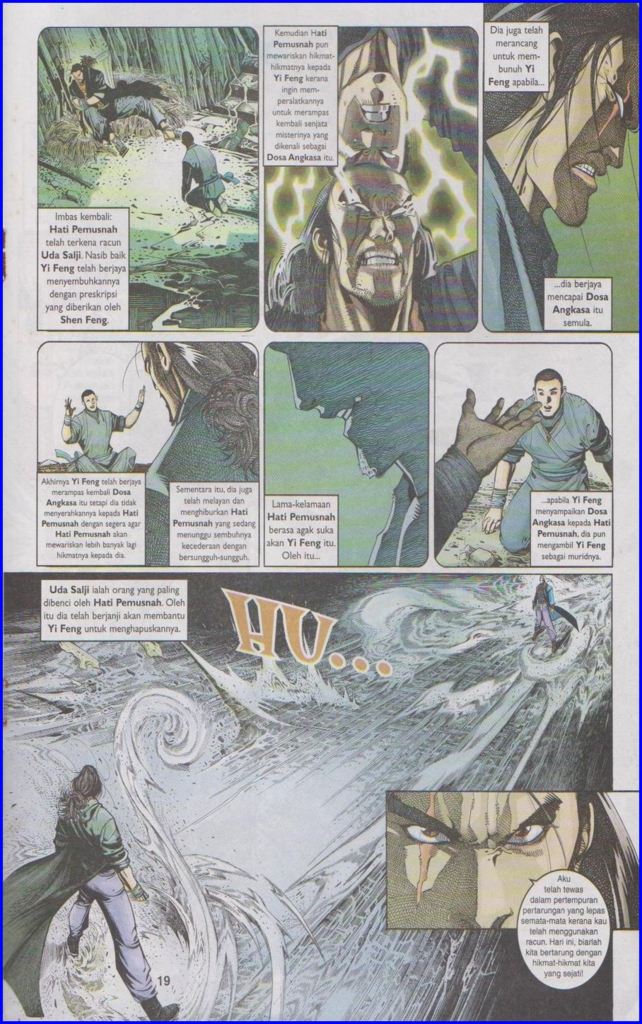 Imbas kembali:
Hati Pemusnah
telah terkena racun
Uda Salji. Nasib baik
Yi Feng telah berjaya
menyembuhkannya
dengan preskripsi
yang diberikan oleh
Shen Feng.
Kemudian Hati
Pemusnah pun
mewariskan hikmat-
hikmatnya kepada
Yi Feng kerana
ingin mem-
peralatkannya
untuk merampas
kembali senjata
misterinya yang
dikenali sebagai
Dosa Angkasa itu.
Dia juga telah
merancang
untuk mem-
bunuh Yi
Feng apabila...
...dia berjaya
mencapai Dosa
Angkasa itu
semula.
Akhirnya Yi Feng telah berjaya
merampas kembali Dosa
Angkasa itu tetapi dia tidak
menyerahkannya kepada Hati
Pemusnah dengan segera agar
Hati Pemusnah akan
mewariskan lebih banyak lagi
hikmatnya kepada dia.
Sementara itu, dia juga
telah melayan dan
menghiburkan Hati
Pemusnah yang sedang
menunggu sembuhnya
kecederaan dengan
bersungguh-sungguh.
Lama-kelamaan
Hati Pemusnah
berasa agak suka
akan Yi Feng itu.
Oleh itu...
...apabila Yi Feng
menyampaikan Dosa
Angkasa kepada Hati
Pemusnah, dia pun
mengambil Yi Feng
sebagai muridnya.
Uda Salji ialah orang yang paling
dibenci oleh Hati Pemusnah. Oleh
itu dia telah berjanji akan membantu
Yi Feng untuk menghapuskannya.
HU...
Aku
telah tewas
dalam pertempuran
pertarungan yang lepas
semata-mata kerana kau
telah menggunakan
racun. Hari ini, biarlah
kita bertarung dengan
hikmat-hikmat kita
yang sejati!
19